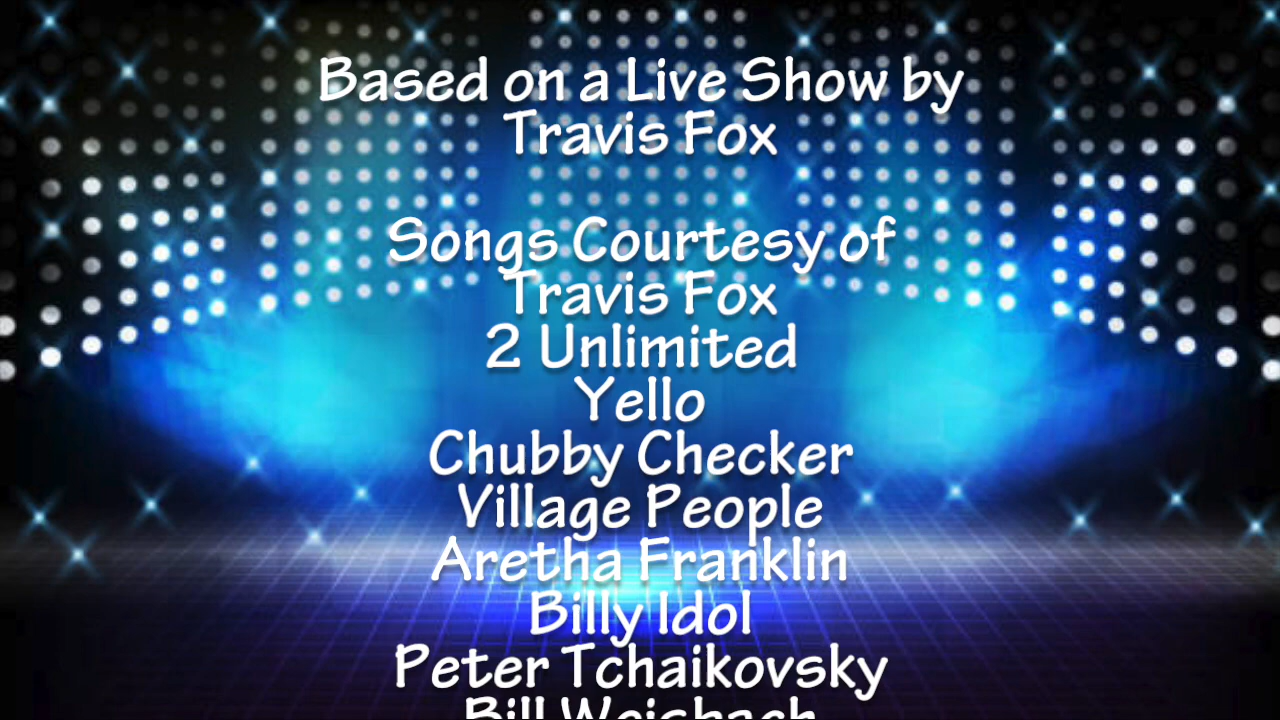 Based on a Live Show by
Travis Fox
Songs Courtesy of
Travis Fox
2 Unlimited
Yello
Chubby Checker
Village People
Aretha Franklin
Billy Idol
Peter Tchaikovsky
Bill